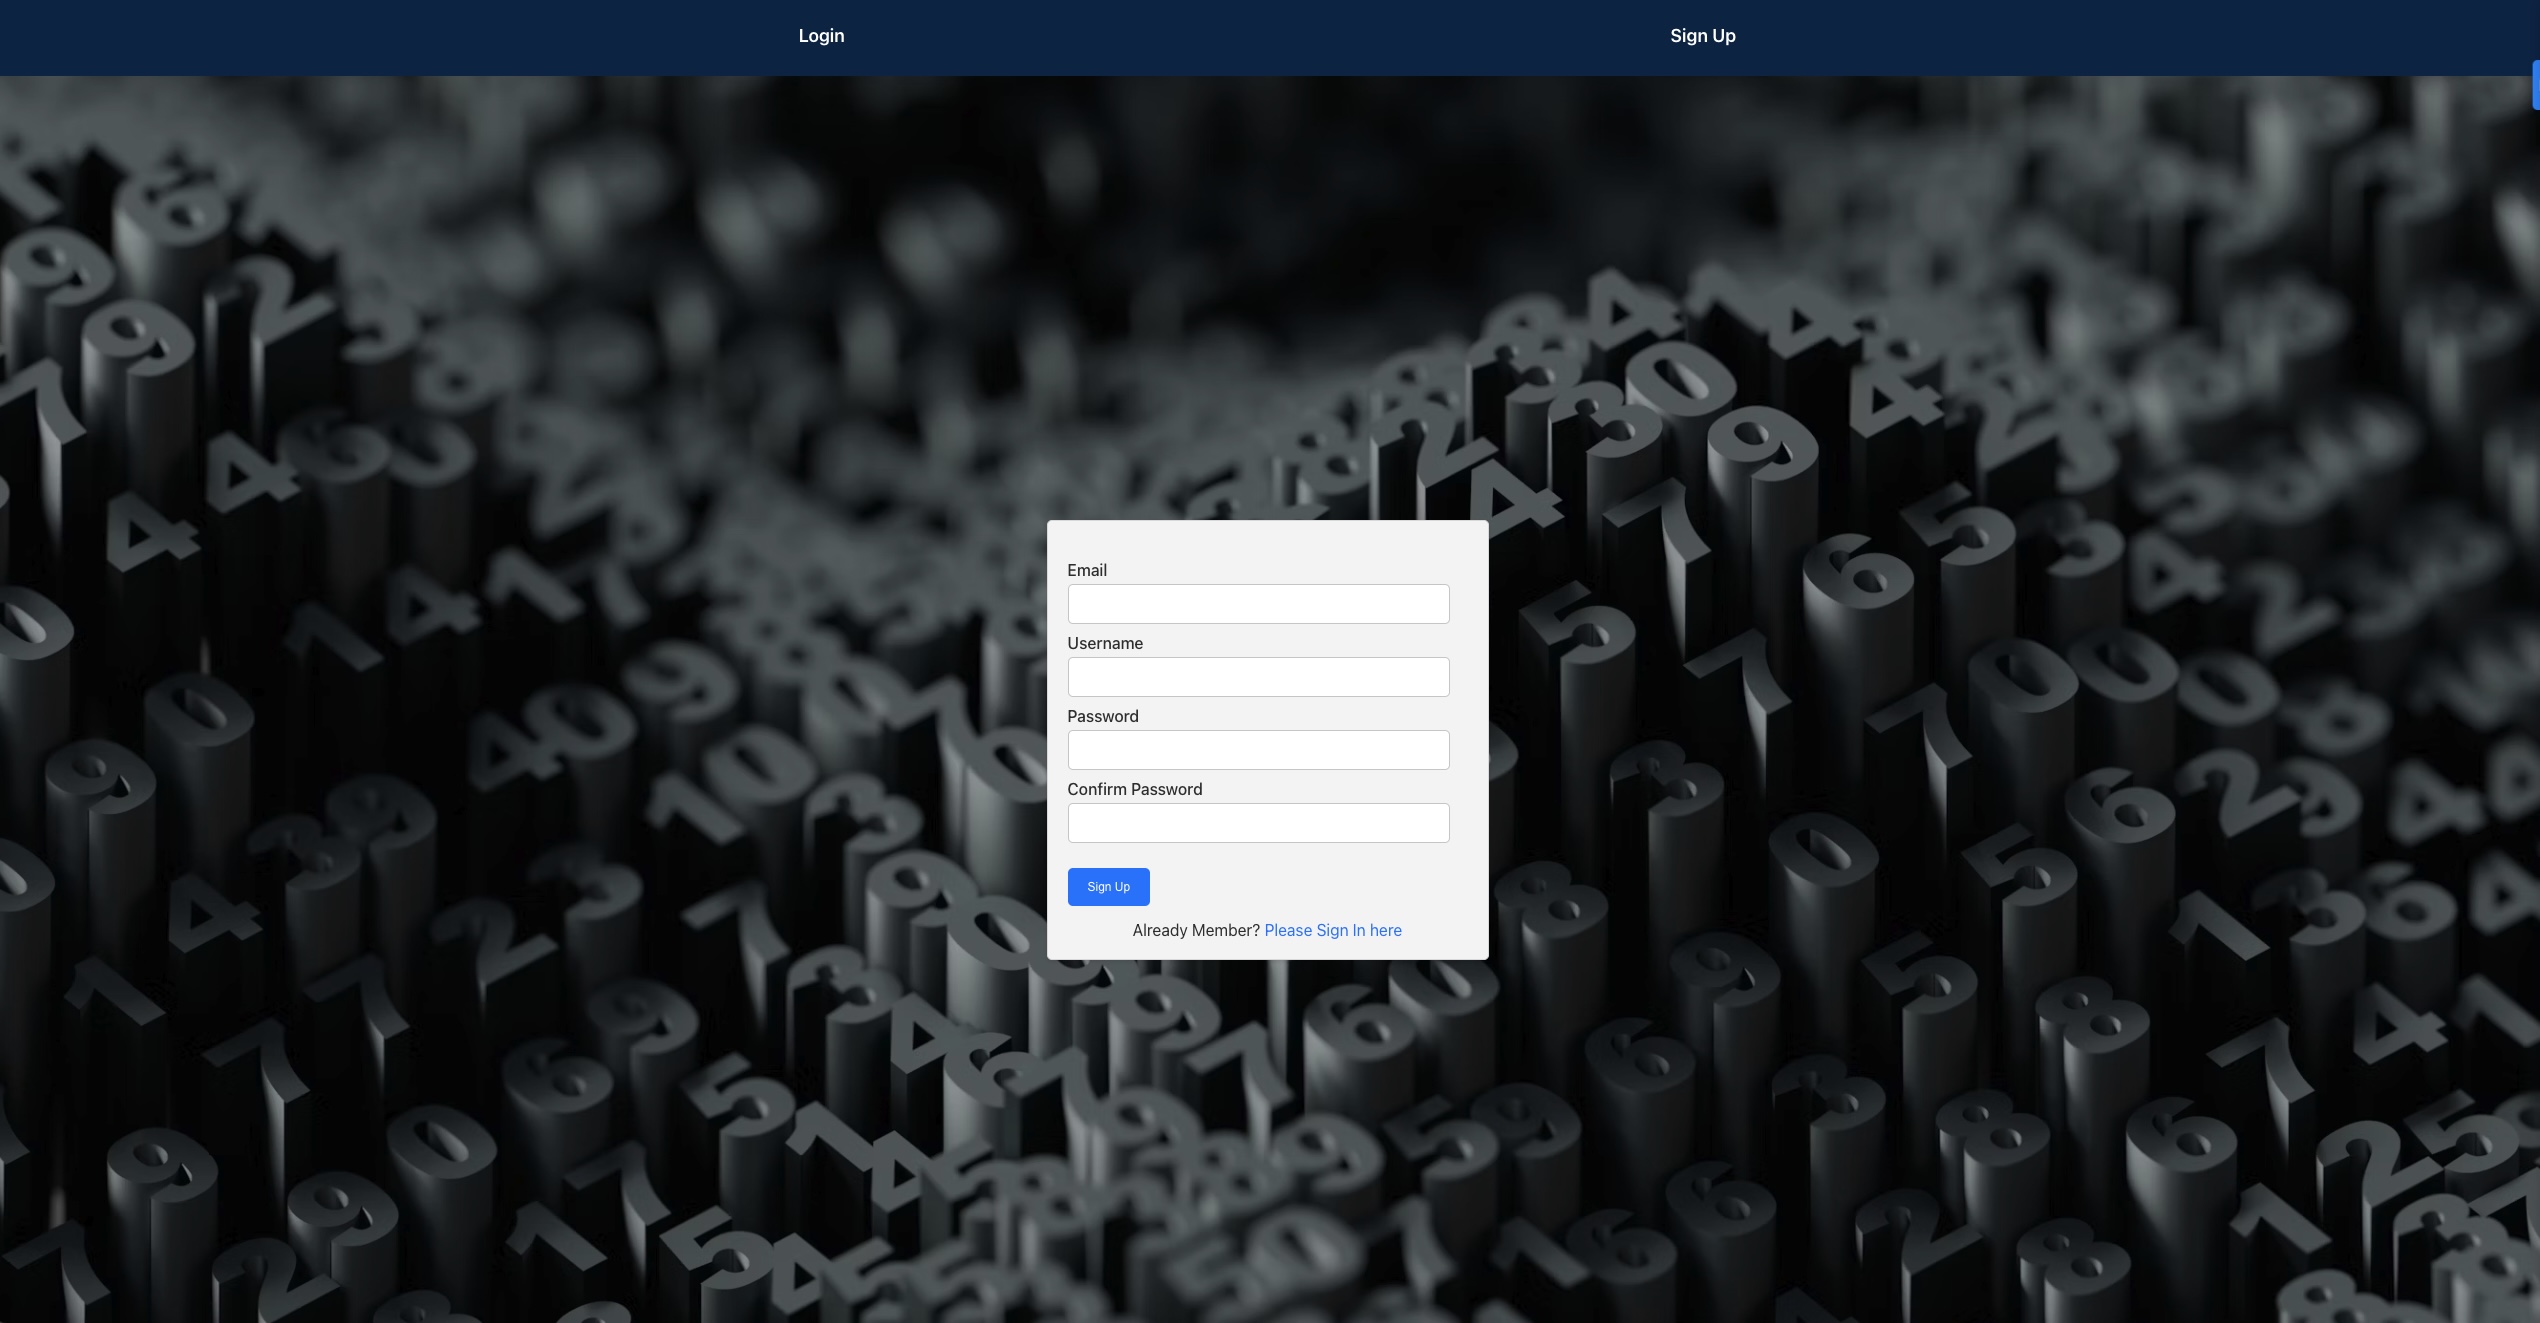 Login Sign Up
Email
Username
Password
Confirm Password
Sign Up
Already Member? Please Sign In here